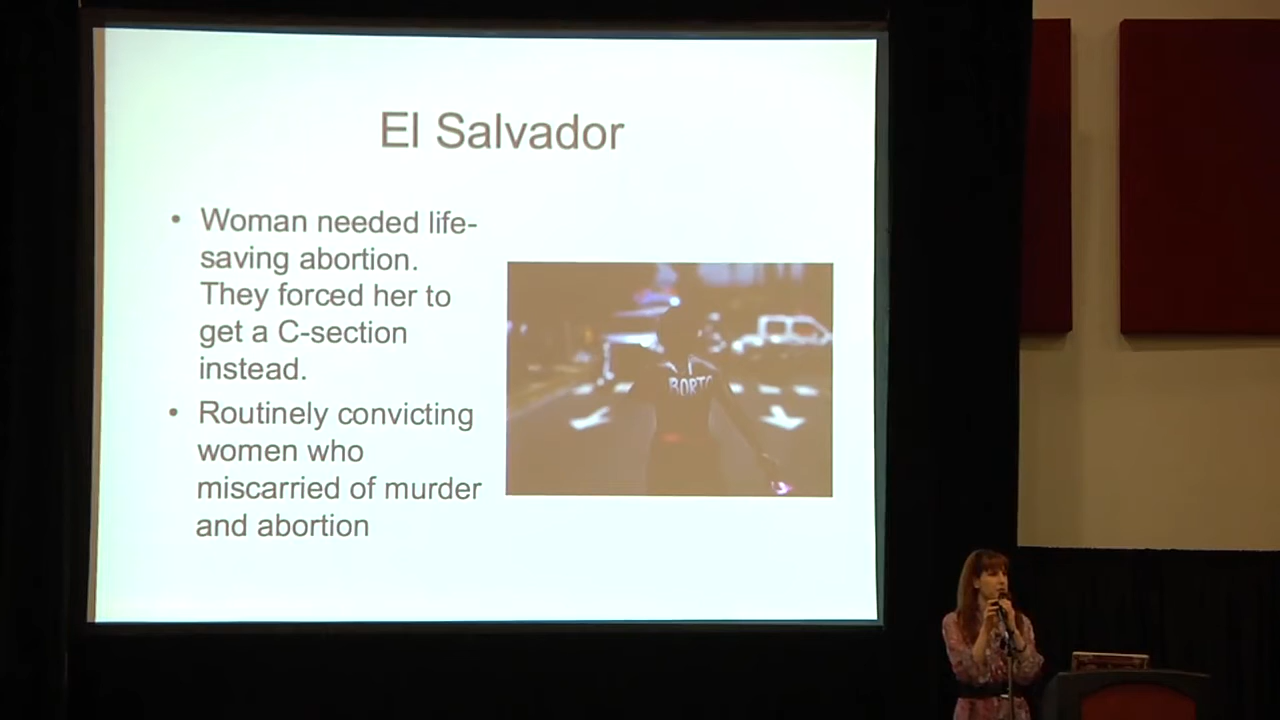 El Salvador
• Woman needed life-
saving abortion.
They forced her to
get a C-section
instead.
• Routinely convicting
women who
miscarried of murder
and abortion
BORTO